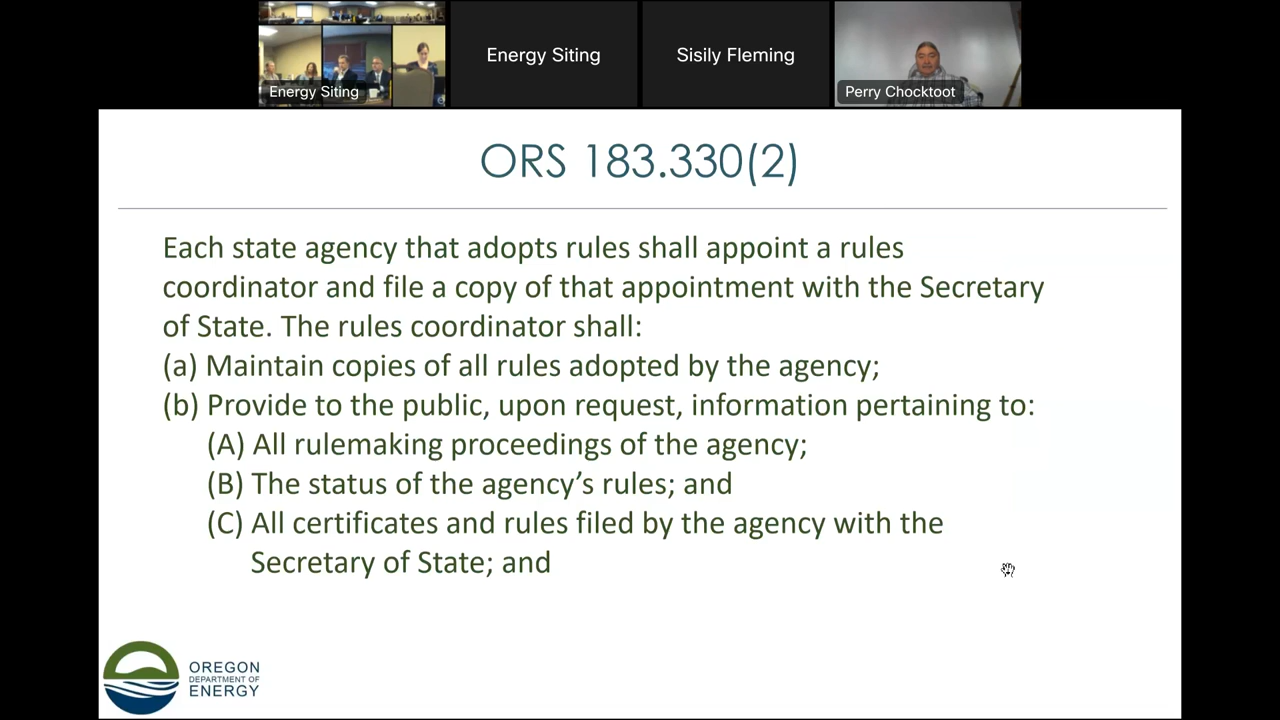 Energy Siting
Energy Siting
Sisily Fleming
Perry Chocktoot
ORS 183.330(2)
Each state agency that adopts rules shall appoint a rules
coordinator and file a copy of that appointment with the Secretary
of State. The rules coordinator shall:
(a) Maintain copies of all rules adopted by the agency;
(b) Provide to the public, upon request, information pertaining to:
(A) All rulemaking proceedings of the agency;
(B) The status of the agency’s rules; and
(C) All certificates and rules filed by the agency with the
Secretary of State; and
OREGON
DEPARTMENT OF
ENERGY